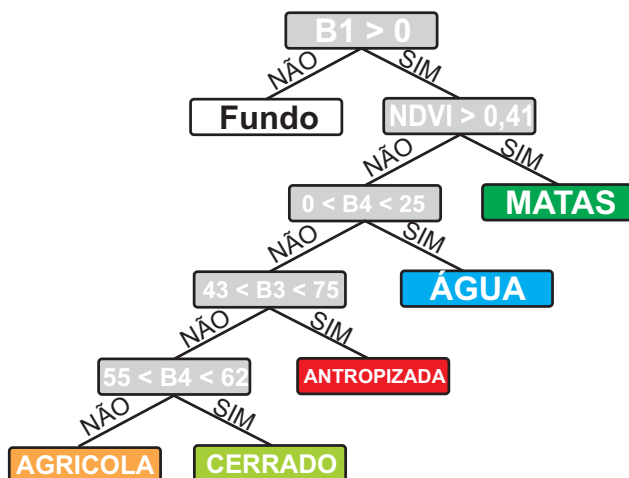 B1 > 0
NÃO
SIM
Fundo
NDVI > 0,41
NÃO
SIM
0 < B4 < 25
MATAS
NÃO
SIM
43 < B3 < 75
ÁGUA
NÃO
SIM
55 < B4 < 62
ANTROPIZADA
NÃO
SIM
AGRICOLA
CERRADO